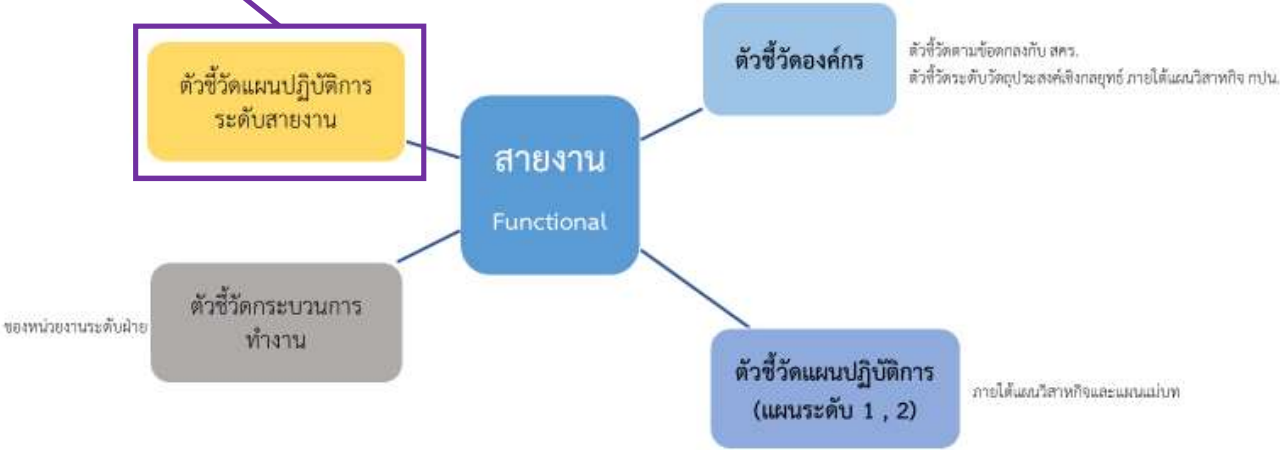 ตัวชี้วัดแผนปฏิบัติการ
ระดับสายงาน
ตัวชี้วัดองค์กร
ตัวชี้วัดตามข้อตกลงกับ สคร.
ตัวชี้วัดระดับวัตถุประสงค์เชิงกลยุทธ์ ภายใต้แผนวิสาหกิจ กปน.
สายงาน
Functional
ตัวชี้วัดกระบวนการ
ทำงาน
ของหน่วยงานระดับฝ่าย
ตัวชี้วัดแผนปฏิบัติการ
(แผนระดับ 1 , 2)
ภายใต้แผนวิสาหกิจและแผนแม่บท